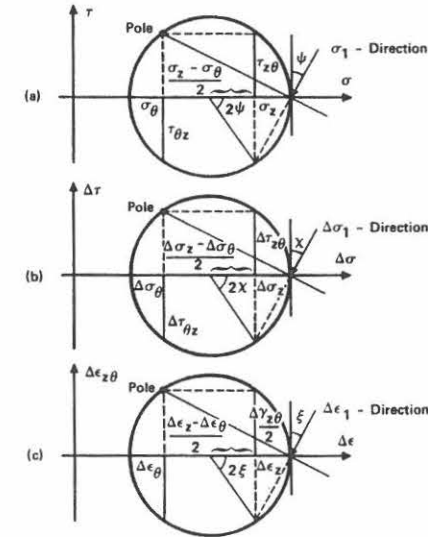 τ
Pole
(a)
σz − σθ
2
τzθ
ψ
σ1 - Direction
σ
σθ
2ψ
σz
τθz
Δτ
Pole
(b)
Δσz − Δσθ
2
Δτzθ
χ
Δσ1 - Direction
Δσ
Δσθ
2χ
Δσz
Δτθz
Δεzθ
Pole
(c)
Δεz − Δεθ
2
Δγzθ
2
ξ
Δε1 - Direction
Δε
Δεθ
2ξ
Δεz